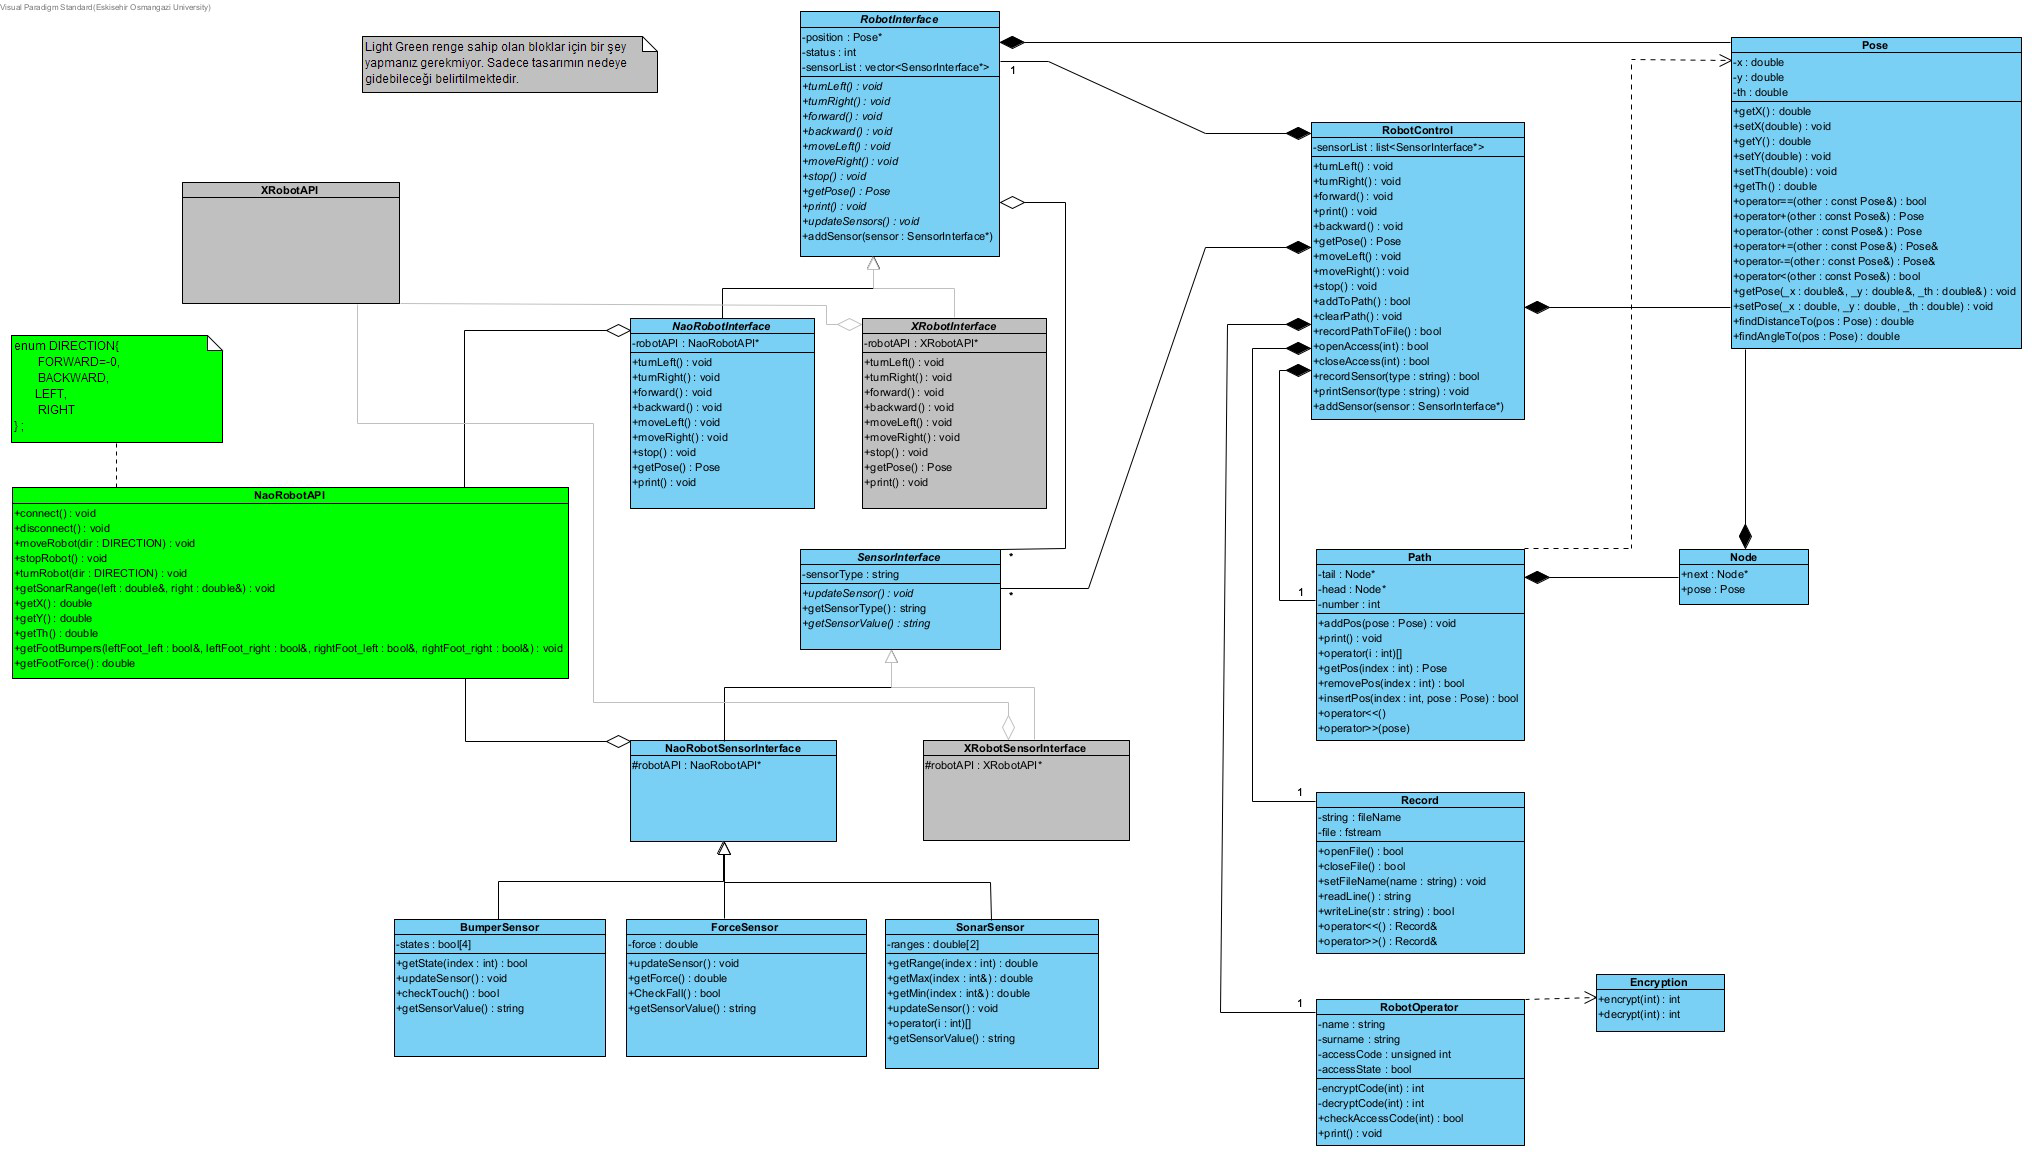 Visual Paradigm Standard(Eskisehir Osmangazi University)
Light Green renge sahip olan bloklar için bir şey
yapmanız gerekmiyor. Sadece tasarımın nedeye
gidebileceği belirtilmektedir.
RobotInterface
-position : Pose*
-status : int
-sensorList : vector<SensorInterface*>
+turnLeft() : void
+turnRight() : void
+forward() : void
+backward() : void
+moveLeft() : void
+moveRight() : void
+stop() : void
+getPose() : Pose
+print() : void
+updateSensors() : void
+addSensor(sensor : SensorInterface*)
1
Pose
-x : double
-y : double
-th : double
+getX() : double
+setX(double) : void
+getY() : double
+setY(double) : void
+setTh(double) : void
+getTh() : double
+operator==(other : const Pose&) : bool
+operator+(other : const Pose&) : Pose
+operator-(other : const Pose&) : Pose
+operator+=(other : const Pose&) : Pose&
+operator-=(other : const Pose&) : Pose&
+operator<(other : const Pose&) : bool
+getPose(_x : double&, _y : double&, _th : double&) : void
+setPose(_x : double, _y : double, _th : double) : void
+findDistanceTo(pos : Pose) : double
+findAngleTo(pos : Pose) : double
RobotControl
-sensorList : list<SensorInterface*>
+turnLeft() : void
+turnRight() : void
+forward() : void
+print() : void
+backward() : void
+getPose() : Pose
+moveLeft() : void
+moveRight() : void
+stop() : void
+addToPath() : bool
+clearPath() : void
+recordPathToFile() : bool
+openAccess(int) : bool
+closeAccess(int) : bool
+recordSensor(type : string) : bool
+printSensor(type : string) : void
+addSensor(sensor : SensorInterface*)
XRobotAPI
enum DIRECTION{
FORWARD=-0,
BACKWARD,
LEFT,
RIGHT
} ;
NaoRobotInterface
-robotAPI : NaoRobotAPI*
+turnLeft() : void
+turnRight() : void
+forward() : void
+backward() : void
+moveLeft() : void
+moveRight() : void
+stop() : void
+getPose() : Pose
+print() : void
XRobotInterface
-robotAPI : XRobotAPI*
+turnLeft() : void
+turnRight() : void
+forward() : void
+backward() : void
+moveLeft() : void
+moveRight() : void
+stop() : void
+getPose() : Pose
+print() : void
NaoRobotAPI
+connect() : void
+disconnect() : void
+moveRobot(dir : DIRECTION) : void
+stopRobot() : void
+turnRobot(dir : DIRECTION) : void
+getSonarRange(left : double&, right : double&) : void
+getX() : double
+getY() : double
+getTh() : double
+getFootBumpers(leftFoot_left : bool&, leftFoot_right : bool&, rightFoot_left : bool&, rightFoot_right : bool&) : void
+getFootForce() : double
SensorInterface
-sensorType : string
+updateSensor() : void
+getSensorType() : string
+getSensorValue() : string
*
*
Path
-tail : Node*
-head : Node*
-number : int
+addPos(pose : Pose) : void
+print() : void
+operator(i : int)[]
+getPos(index : int) : Pose
+removePos(index : int) : bool
+insertPos(index : int, pose : Pose) : bool
+operator<<()
+operator>>(pose)
1
Node
+next : Node*
+pose : Pose
NaoRobotSensorInterface
#robotAPI : NaoRobotAPI*
XRobotSensorInterface
#robotAPI : XRobotAPI*
1
Record
-string : fileName
-file : fstream
+openFile() : bool
+closeFile() : bool
+setFileName(name : string) : void
+readLine() : string
+writeLine(str : string) : bool
+operator<<() : Record&
+operator>>() : Record&
BumperSensor
-states : bool[4]
+getState(index : int) : bool
+updateSensor() : void
+checkTouch() : bool
+getSensorValue() : string
ForceSensor
-force : double
+updateSensor() : void
+getForce() : double
+CheckFall() : bool
+getSensorValue() : string
SonarSensor
-ranges : double[2]
+getRange(index : int) : double
+getMax(index : int&) : double
+getMin(index : int&) : double
+updateSensor() : void
+operator(i : int)[]
+getSensorValue() : string
1
RobotOperator
-name : string
-surname : string
-accessCode : unsigned int
-accessState : bool
-encryptCode(int) : int
-decryptCode(int) : int
+checkAccessCode(int) : bool
+print() : void
Encryption
+encrypt(int) : int
+decrypt(int) : int